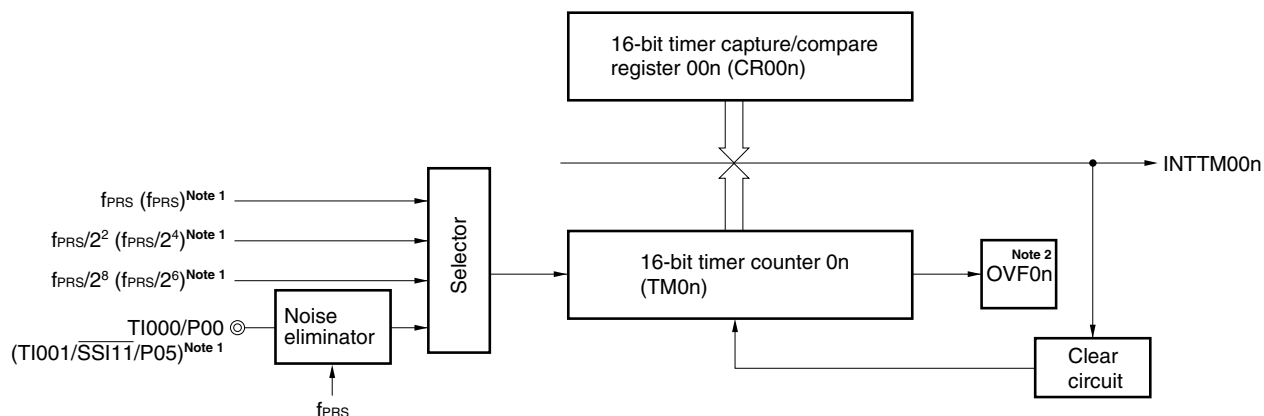 16-bit timer capture/compare
register 00n (CR00n)
INTTM00n
fPRS (fPRS)Note 1
fPRS/2² (fPRS/2⁴)Note 1
fPRS/2⁸ (fPRS/2⁶)Note 1
TI000/P00
(TI001/SSI11/P05)Note 1
Noise
eliminator
fPRS
Selector
16-bit timer counter 0n
(TM0n)
Note 2
OVF0n
Clear
circuit